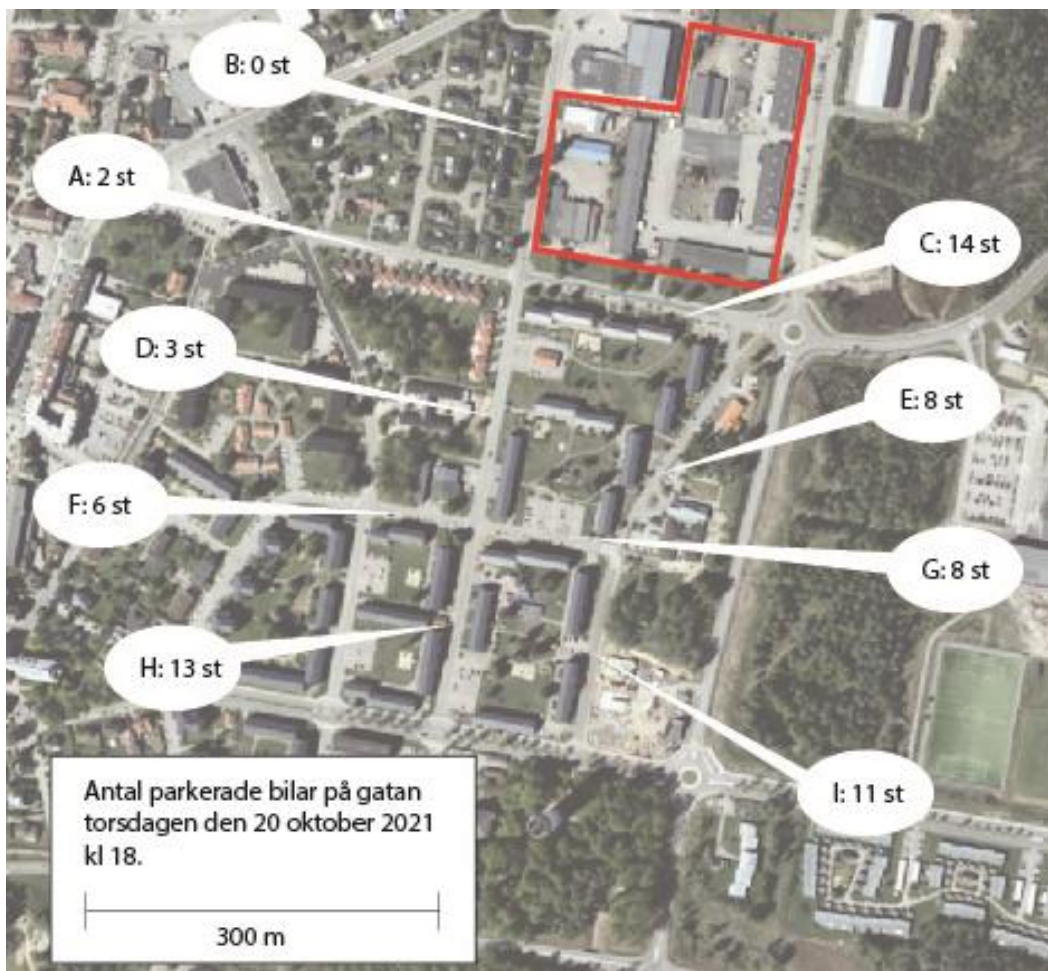 B: 0 st
A: 2 st
C: 14 st
D: 3 st
E: 8 st
F: 6 st
G: 8 st
H: 13 st
I: 11 st
Antal parkerade bilar på gatan
torsdagen den 20 oktober 2021
kl 18.
300 m